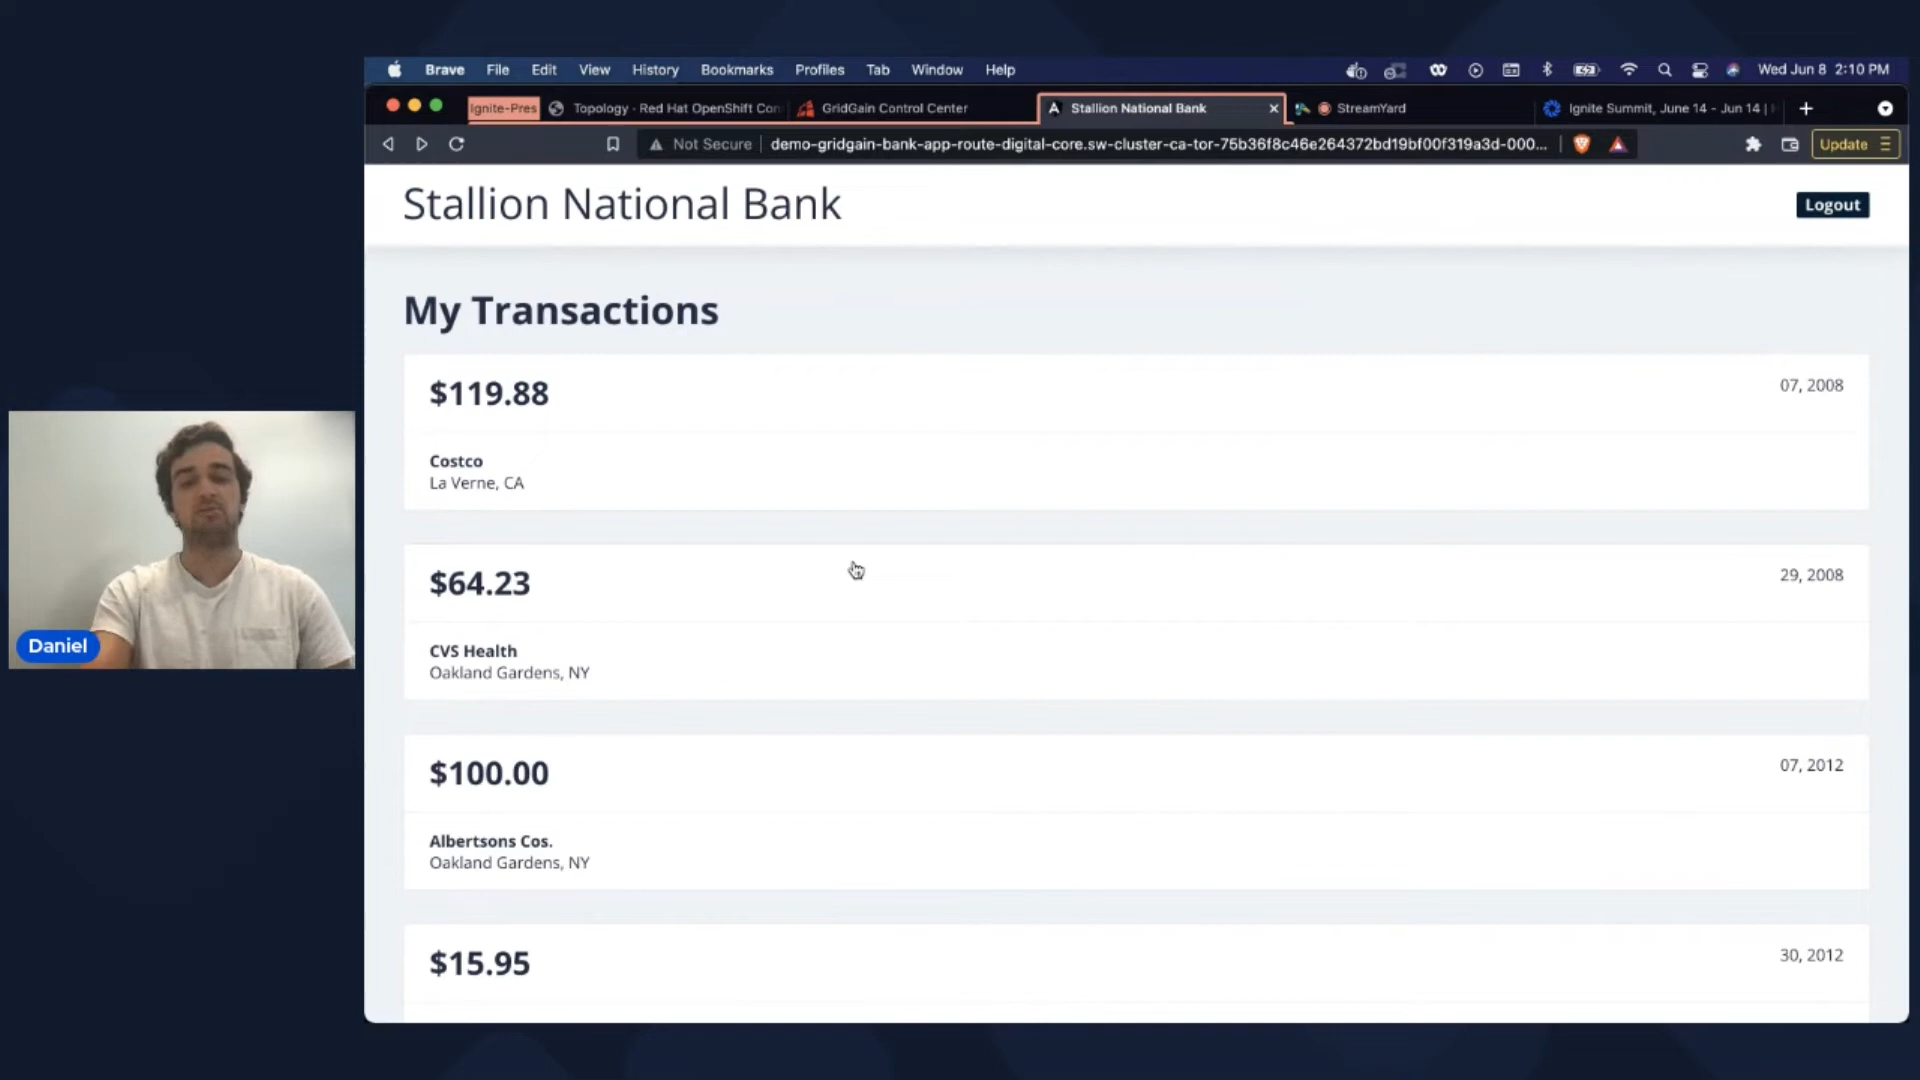 Brave File Edit View History Bookmarks Profiles Tab Window Help Wed Jun 8 2:10 PM
Ignite-Pres Topology - Red Hat OpenShift Con GridGain Control Center Stallion National Bank StreamYard Ignite Summit, June 14 - Jun 14 |
Not Secure demo-gridgain-bank-app-route-digital-core.sw-cluster-ca-tor-75b36f8c46e264372bd19bf00f319a3d-000... Update
Stallion National Bank
Logout
My Transactions
$119.88
07, 2008
Costco
La Verne, CA
$64.23
29, 2008
CVS Health
Oakland Gardens, NY
$100.00
07, 2012
Albertsons Cos.
Oakland Gardens, NY
$15.95
30, 2012
Daniel